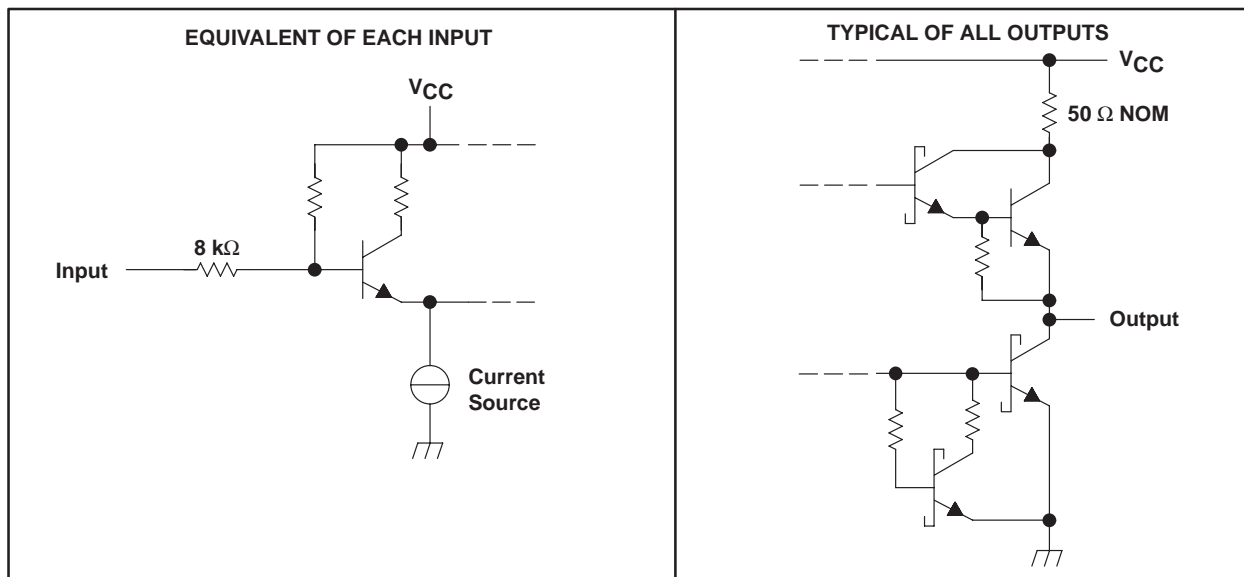 EQUIVALENT OF EACH INPUT
VCC
8 kΩ
Input
Current
Source
TYPICAL OF ALL OUTPUTS
VCC
50 Ω NOM
Output